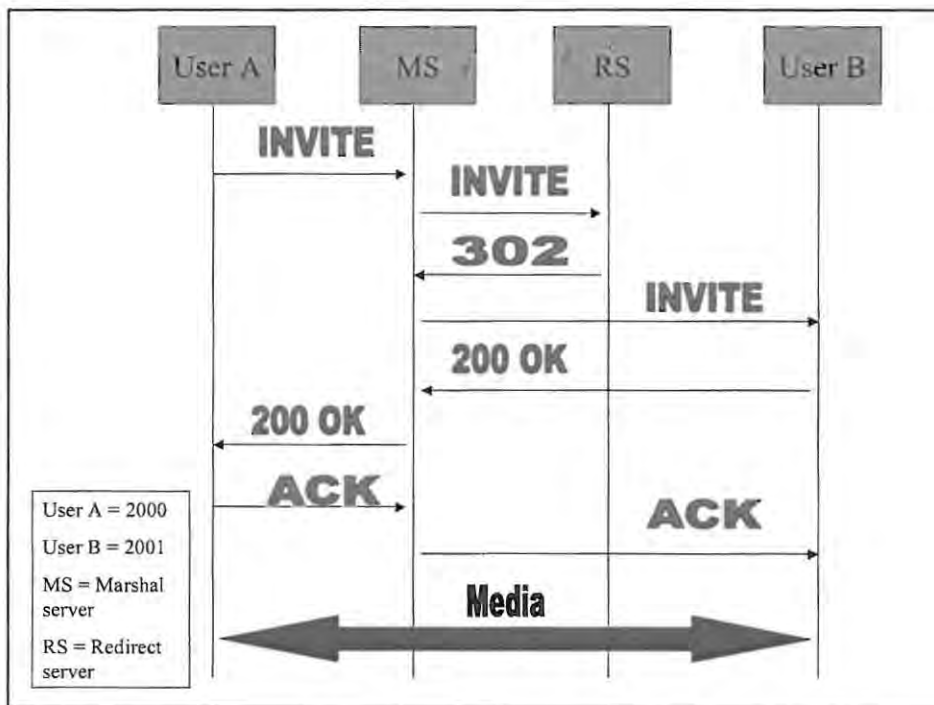 User A
MS
RS
User B
INVITE
INVITE
302
INVITE
200 OK
200 OK
ACK
ACK
User A = 2000
User B = 2001
MS = Marshal
server
RS = Redirect
server
Media